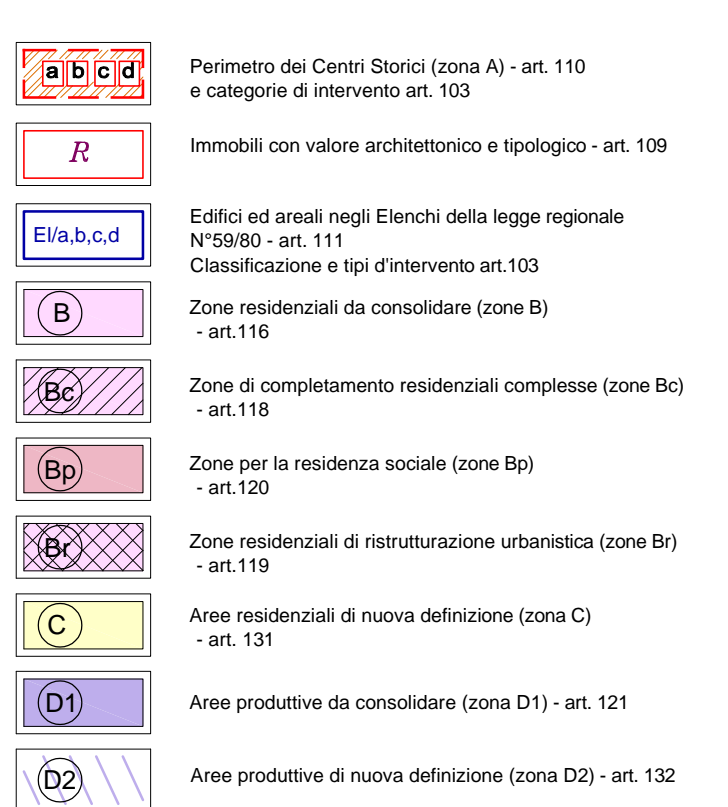 a b c d
Perimetro dei Centri Storici (zona A) - art. 110
e categorie di intervento art. 103
R
Immobili con valore architettonico e tipologico - art. 109
El/a,b,c,d
Edifici ed areali negli Elenchi della legge regionale
N°59/80 - art. 111
Classificazione e tipi d'intervento art.103
B
Zone residenziali da consolidare (zone B)
- art.116
Bc
Zone di completamento residenziali complesse (zone Bc)
- art.118
Bp
Zone per la residenza sociale (zone Bp)
- art.120
Br
Zone residenziali di ristrutturazione urbanistica (zone Br)
- art.119
C
Aree residenziali di nuova definizione (zona C)
- art. 131
D1
Aree produttive da consolidare (zona D1) - art. 121
D2
Aree produttive di nuova definizione (zona D2) - art. 132